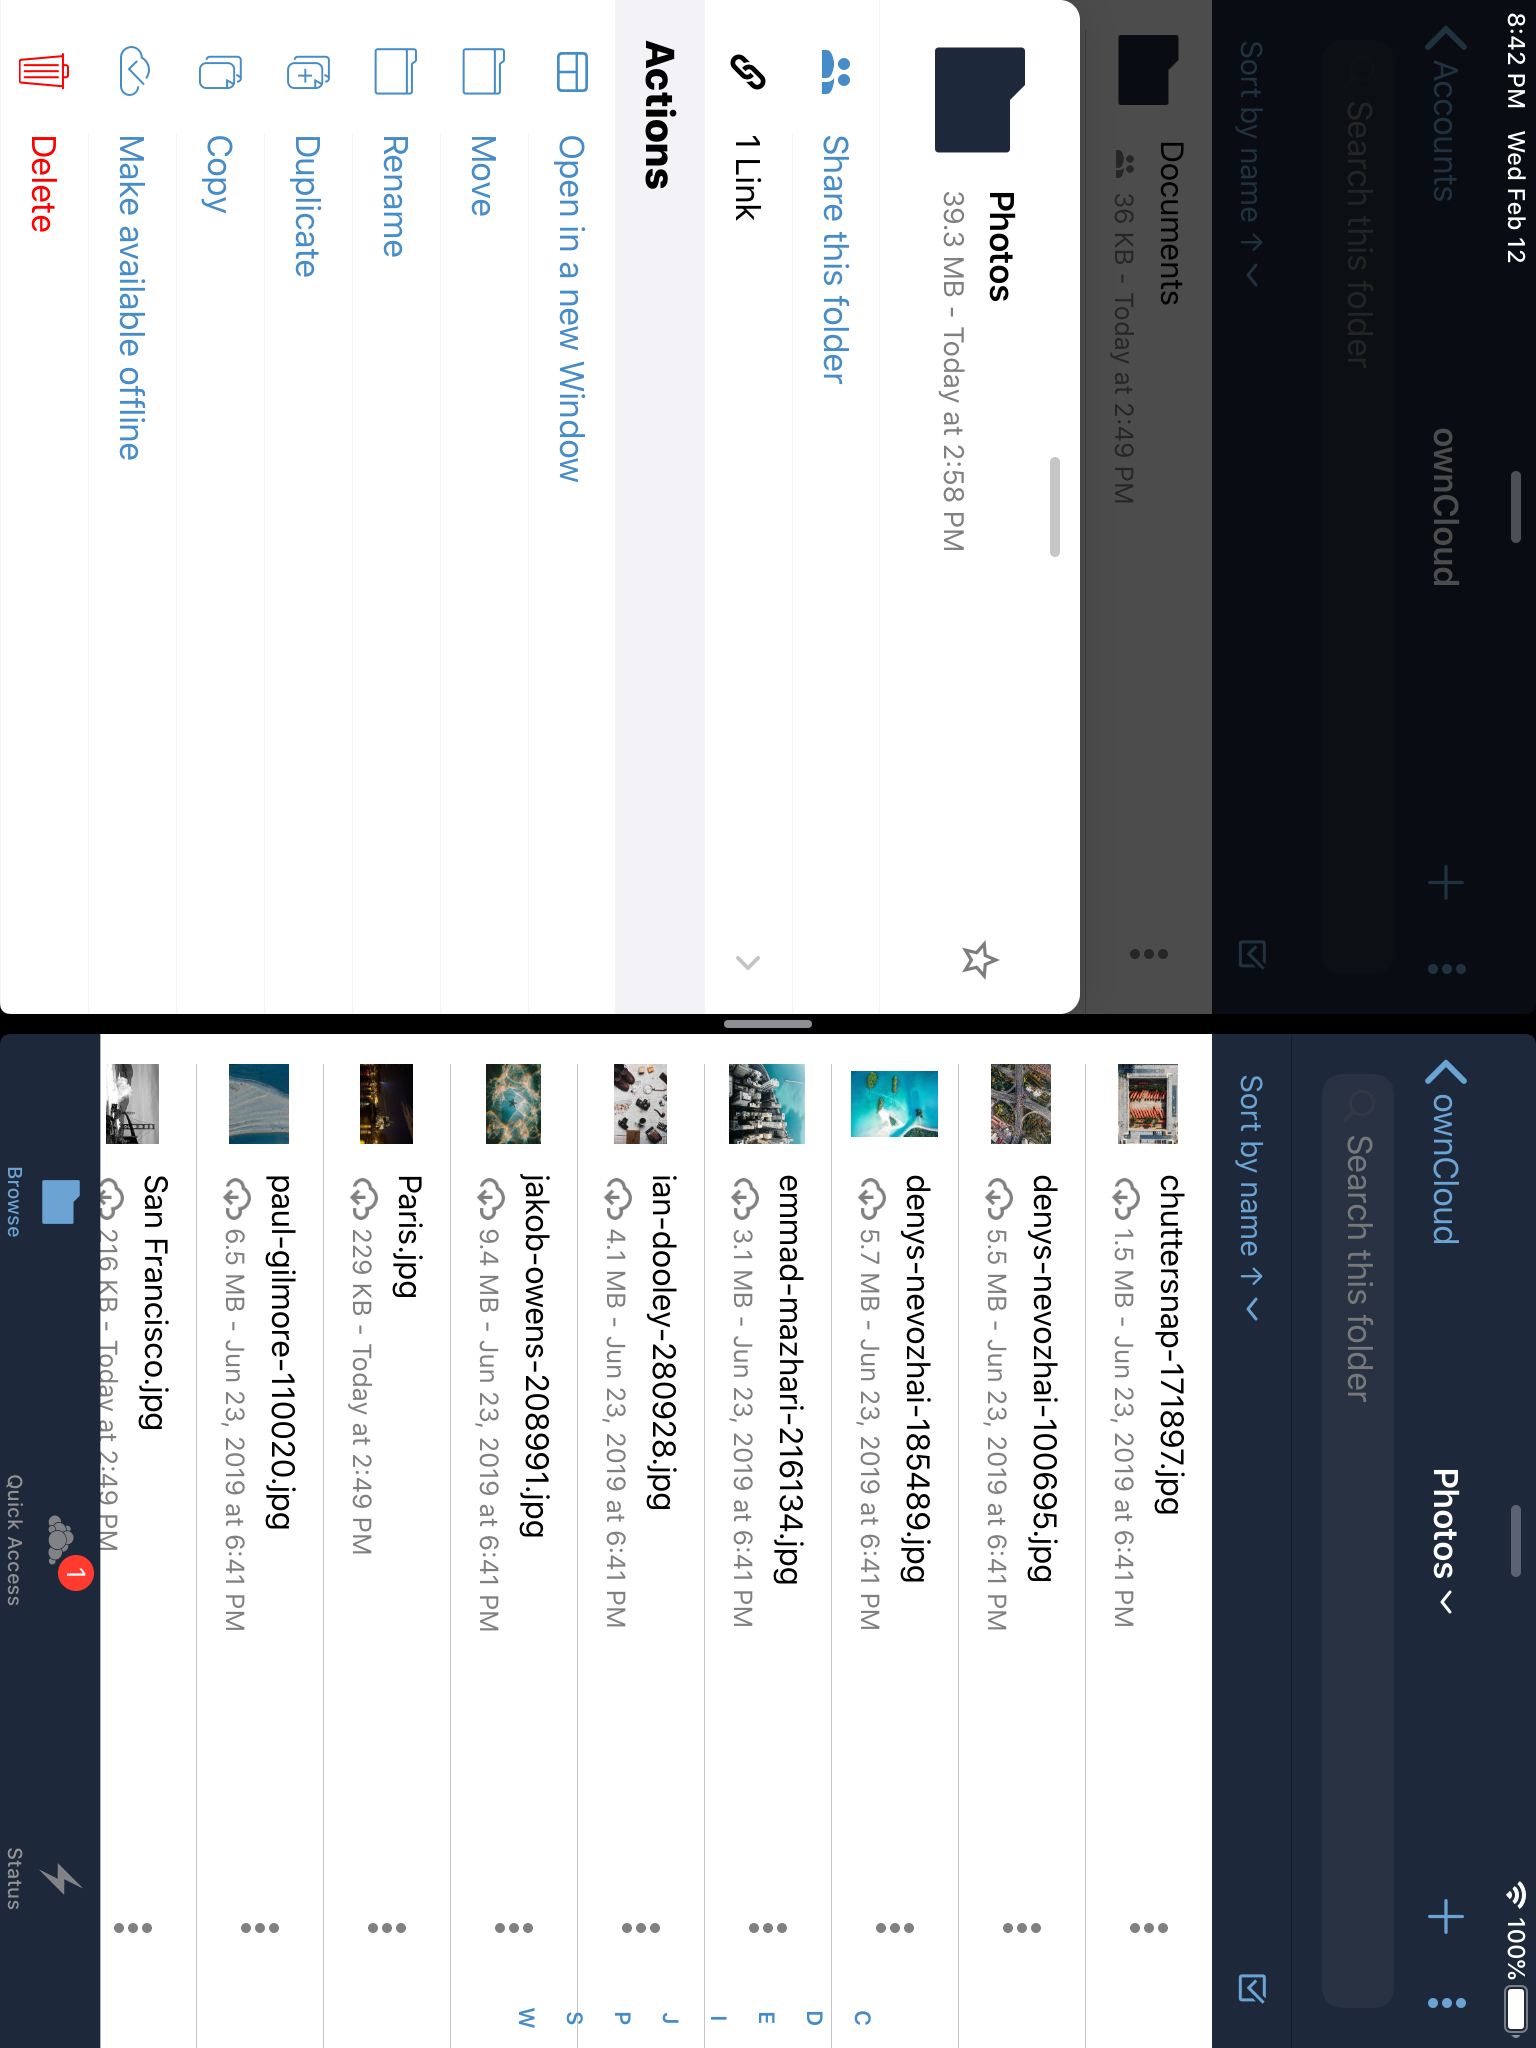 8:42 PM Wed Feb 12
100%
Accounts
ownCloud
Search this folder
Sort by name
Documents
36 KB - Today at 2:49 PM
Photos
39.3 MB - Today at 2:58 PM
Share this folder
1 Link
Actions
Open in a new Window
Move
Rename
Duplicate
Copy
Make available offline
Delete
ownCloud
Photos
Search this folder
Sort by name
chuttersnap-171897.jpg
1.5 MB - Jun 23, 2019 at 6:41 PM
denys-nevozhai-100695.jpg
5.5 MB - Jun 23, 2019 at 6:41 PM
denys-nevozhai-185489.jpg
5.7 MB - Jun 23, 2019 at 6:41 PM
emmad-mazhari-216134.jpg
3.1 MB - Jun 23, 2019 at 6:41 PM
ian-dooley-280928.jpg
4.1 MB - Jun 23, 2019 at 6:41 PM
jakob-owens-208991.jpg
9.4 MB - Jun 23, 2019 at 6:41 PM
Paris.jpg
229 KB - Today at 2:49 PM
paul-gilmore-110020.jpg
6.5 MB - Jun 23, 2019 at 6:41 PM
San Francisco.jpg
216 KB - Today at 2:49 PM
C
D
E
I
J
P
S
W
Browse
Quick Access
1
Status